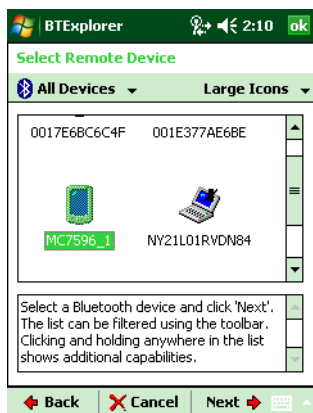 BTExplorer 2:10 ok
Select Remote Device
All Devices Large Icons
0017E6BC6C4F 001E377AE6BE
MC7596_1 NY21L01RVDN84
Select a Bluetooth device and click 'Next'.
The list can be filtered using the toolbar.
Clicking and holding anywhere in the list
shows additional capabilities.
Back Cancel Next